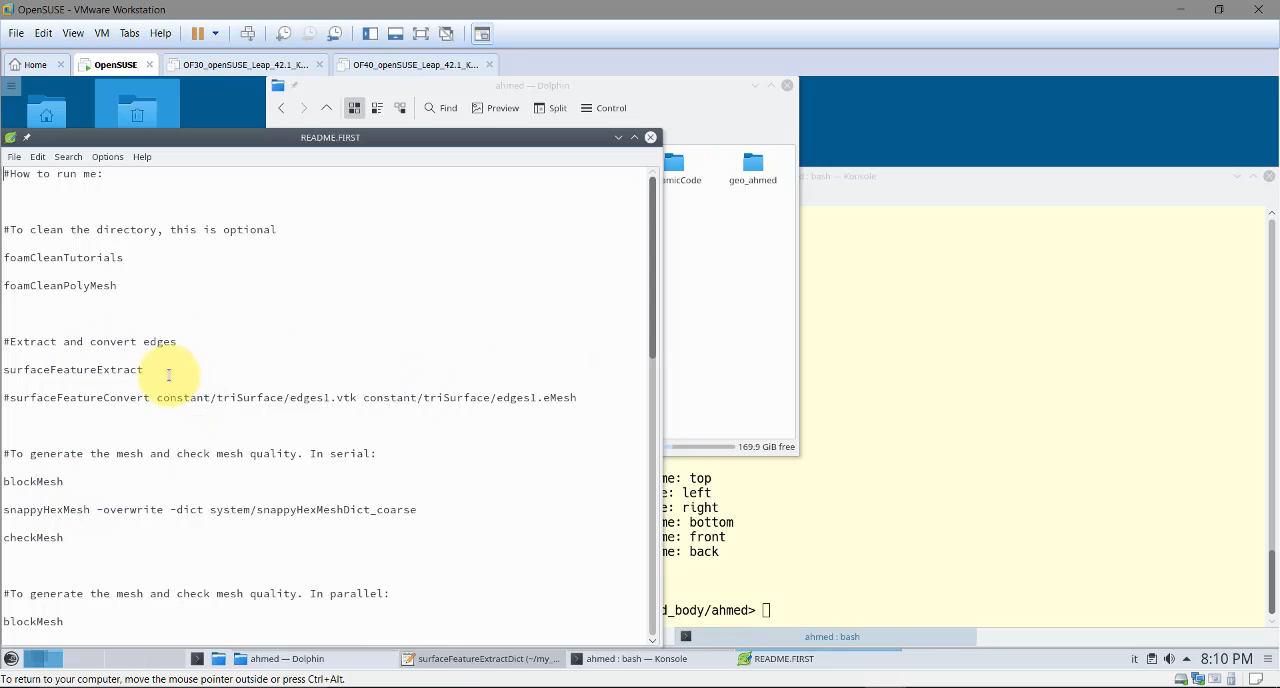 OpenSUSE - VMware Workstation
File Edit View VM Tabs Help
Home OpenSUSE OF30_openSUSE_Leap_42.1_K... OF40_openSUSE_Leap_42.1_K...
ahmed — Dolphin
Find Preview Split Control
README.FIRST
File Edit Search Options Help
#How to run me:
#To clean the directory, this is optional
foamCleanTutorials
foamCleanPolyMesh
#Extract and convert edges
surfaceFeatureExtract
#surfaceFeatureConvert constant/triSurface/edges1.vtk constant/triSurface/edges1.eMesh
#To generate the mesh and check mesh quality. In serial:
blockMesh
snappyHexMesh -overwrite -dict system/snappyHexMeshDict_coarse
checkMesh
#To generate the mesh and check mesh quality. In parallel:
blockMesh
amicCode geo_ahmed
169.9 GiB free
d : bash — Konsole
me: top
e: left
e: right
me: bottom
me: front
me: back
d_body/ahmed>
ahmed : bash
ahmed — Dolphin surfaceFeatureExtractDict (~/my_... ahmed : bash — Konsole README.FIRST it 8:10 PM
To return to your computer, move the mouse pointer outside or press Ctrl+Alt.